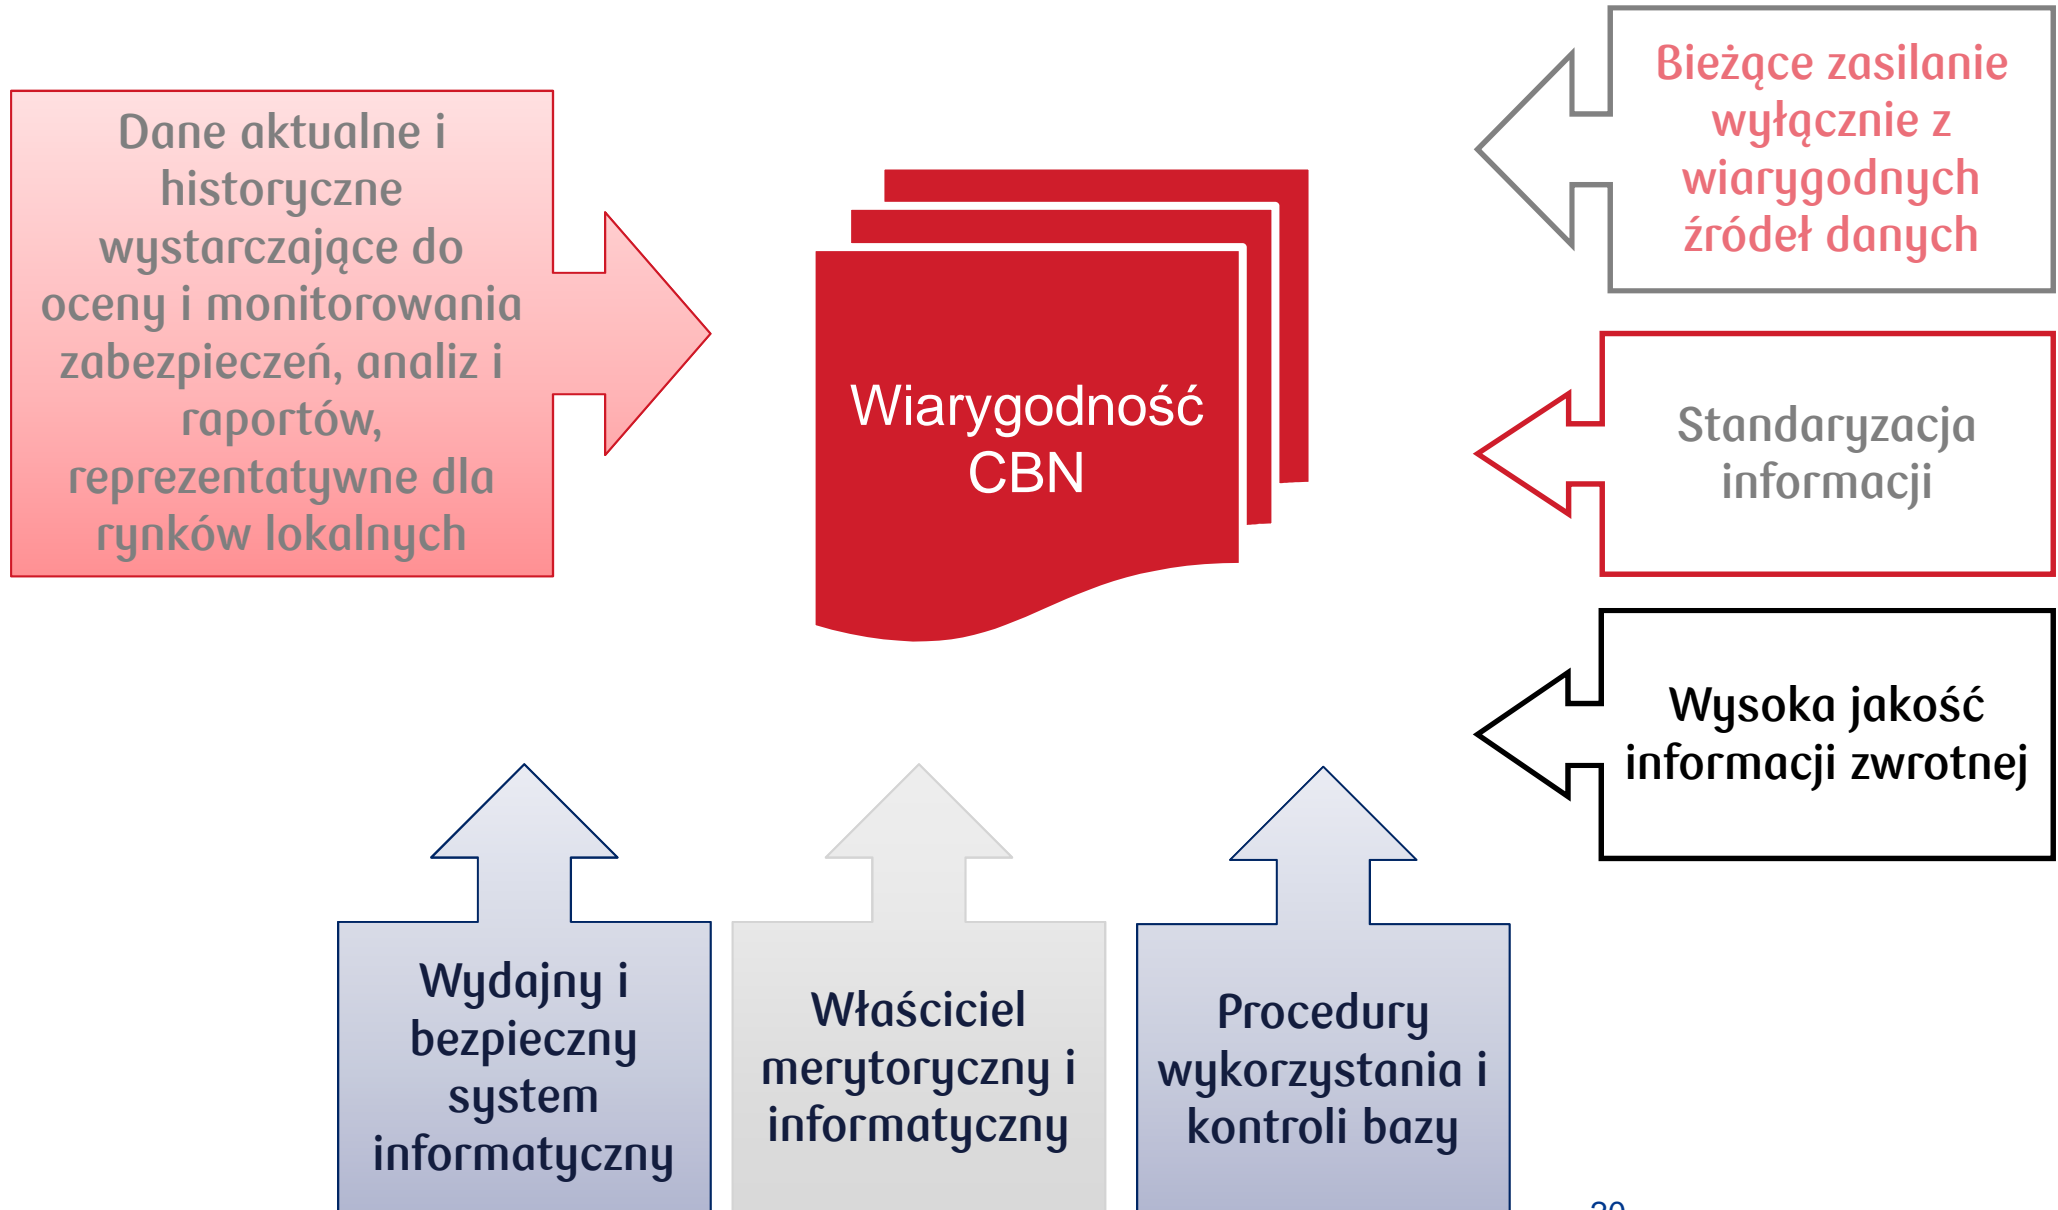 Dane aktualne i
historyczne
wystarczające do
oceny i monitorowania
zabezpieczeń, analiz i
raportów,
reprezentatywne dla
rynków lokalnych
Wiarygodność
CBN
Bieżące zasilanie
wyłącznie z
wiarygodnych
źródeł danych
Standaryzacja
informacji
Wysoka jakość
informacji zwrotnej
Wydajny i
bezpieczny
system
informatyczny
Właściciel
merytoryczny i
informatyczny
Procedury
wykorzystania i
kontroli bazy